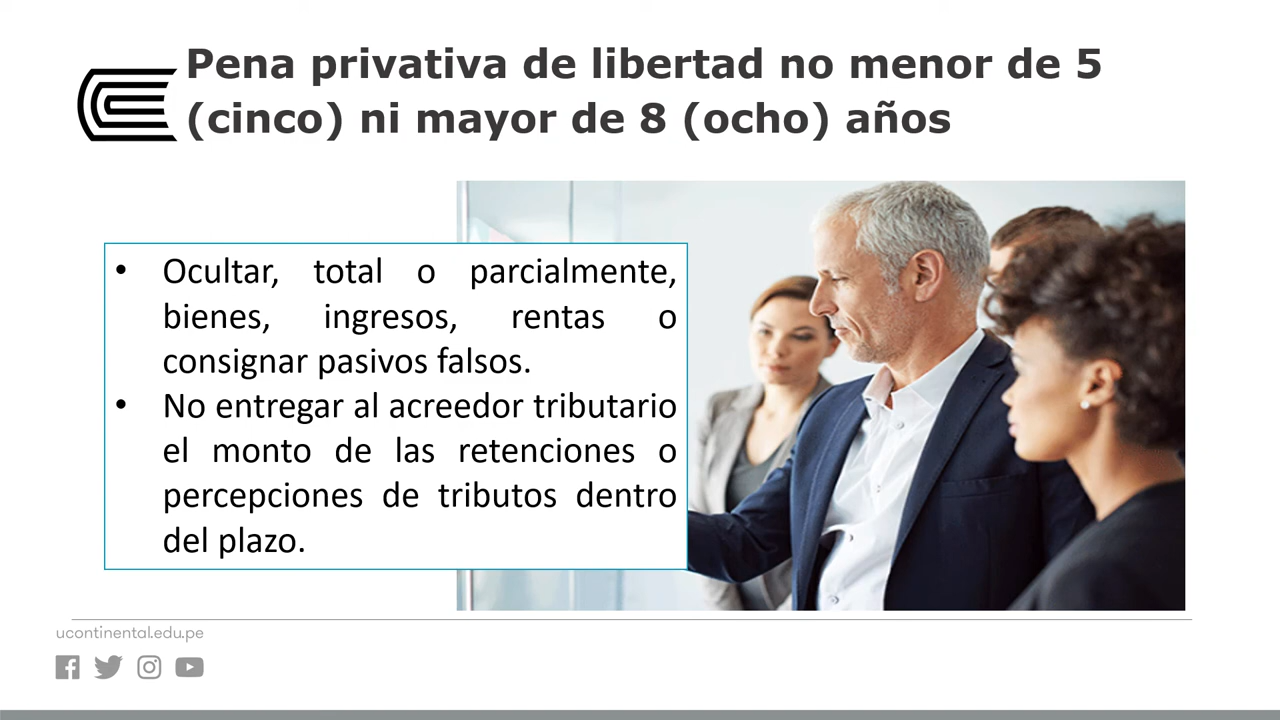 Pena privativa de libertad no menor de 5
(cinco) ni mayor de 8 (ocho) años
• Ocultar, total o parcialmente,
bienes, ingresos, rentas o
consignar pasivos falsos.
• No entregar al acreedor tributario
el monto de las retenciones o
percepciones de tributos dentro
del plazo.
ucontinental.edu.pe